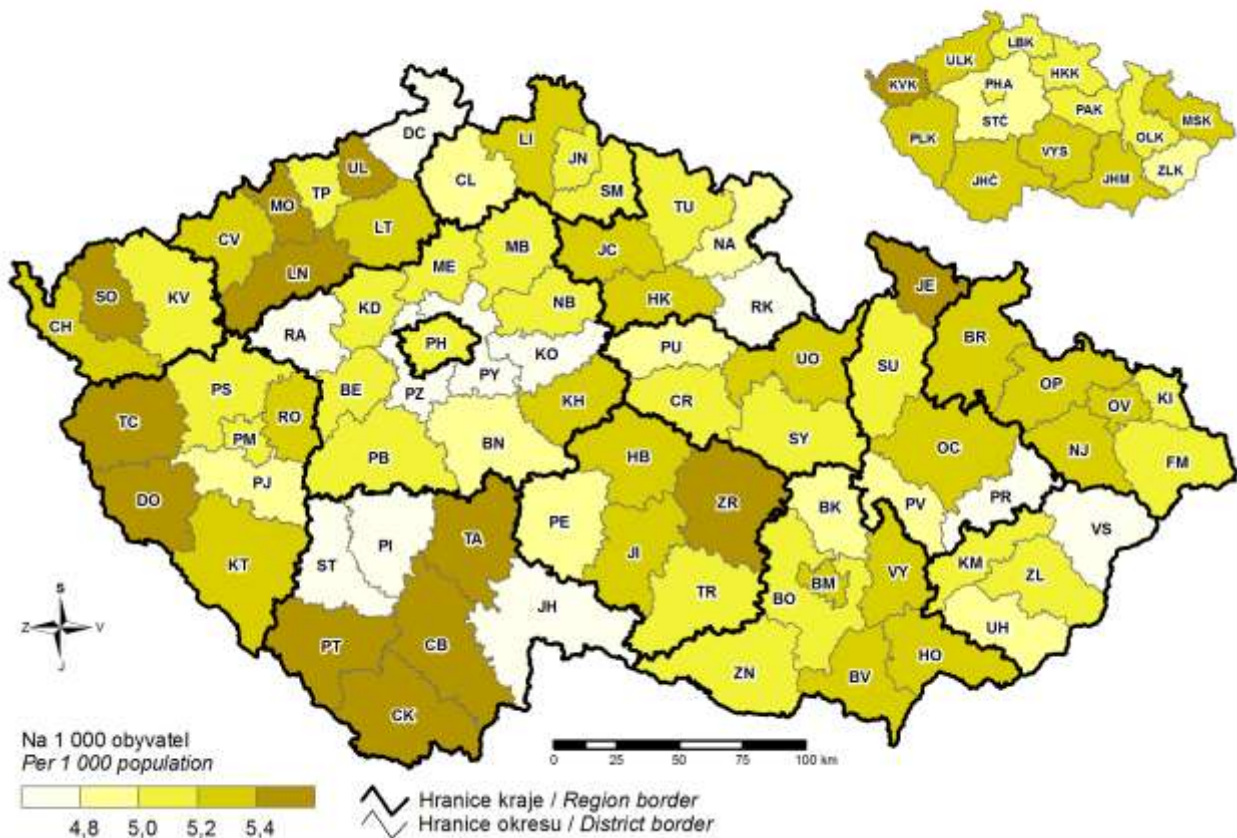 LBK
ULK
HKK
KVK
PHA
PAK
MSK
STČ
OLK
PLK
VYS
ZLK
JHČ
JHM
DC
LI
JN
UL
TP
CL
SM
MO
TU
CV
LT
MB
JC
NA
ME
LN
SO
KV
JE
NB
HK
RK
KD
CH
RA
PH
BR
KO
PU
UO
SU
PY
PZ
OP
BE
PS
RO
KH
CR
OV
KI
TC
PM
BN
SY
OC
NJ
PB
HB
FM
PJ
DO
ZR
PV
PR
BK
PE
TA
PI
ST
JI
VS
KT
KM
ZL
BM
VY
TR
BO
JH
UH
PT
CB
HO
ZN
BV
CK
S
Z V
J
Na 1 000 obyvatel
Per 1 000 population
4,8 5,0 5,2 5,4
0 25 50 75 100 km
Hranice kraje / Region border
Hranice okresu / District border